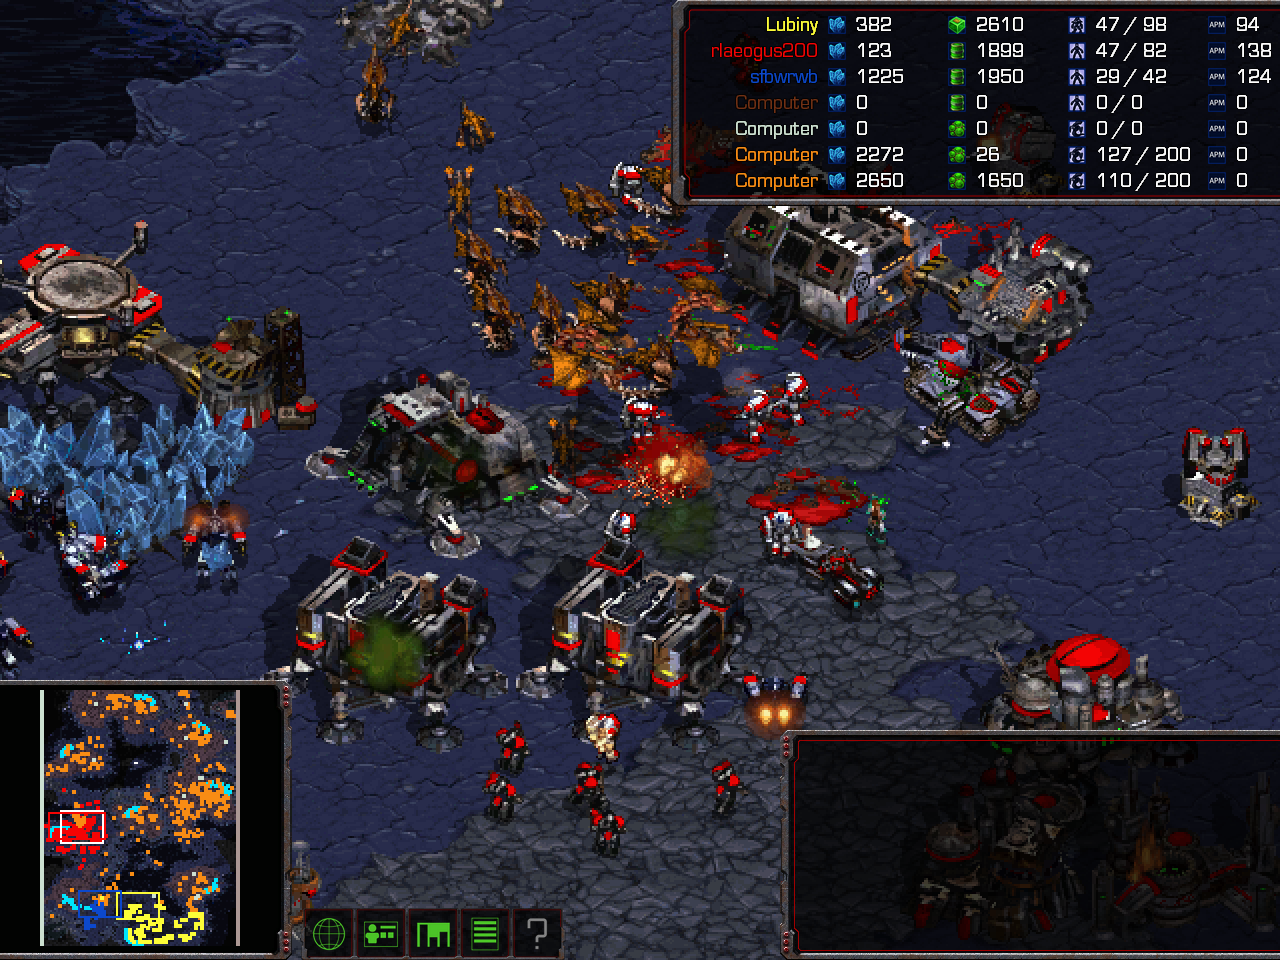 Lubiny 382 2610 47/98 APM 94
rlaeogus200 123 1899 47/82 APM 138
sfbwrwb 1225 1950 29/42 APM 124
Computer 0 0 0/0 APM 0
Computer 0 0 0/0 APM 0
Computer 2272 26 127/200 APM 0
Computer 2650 1650 110/200 APM 0
?